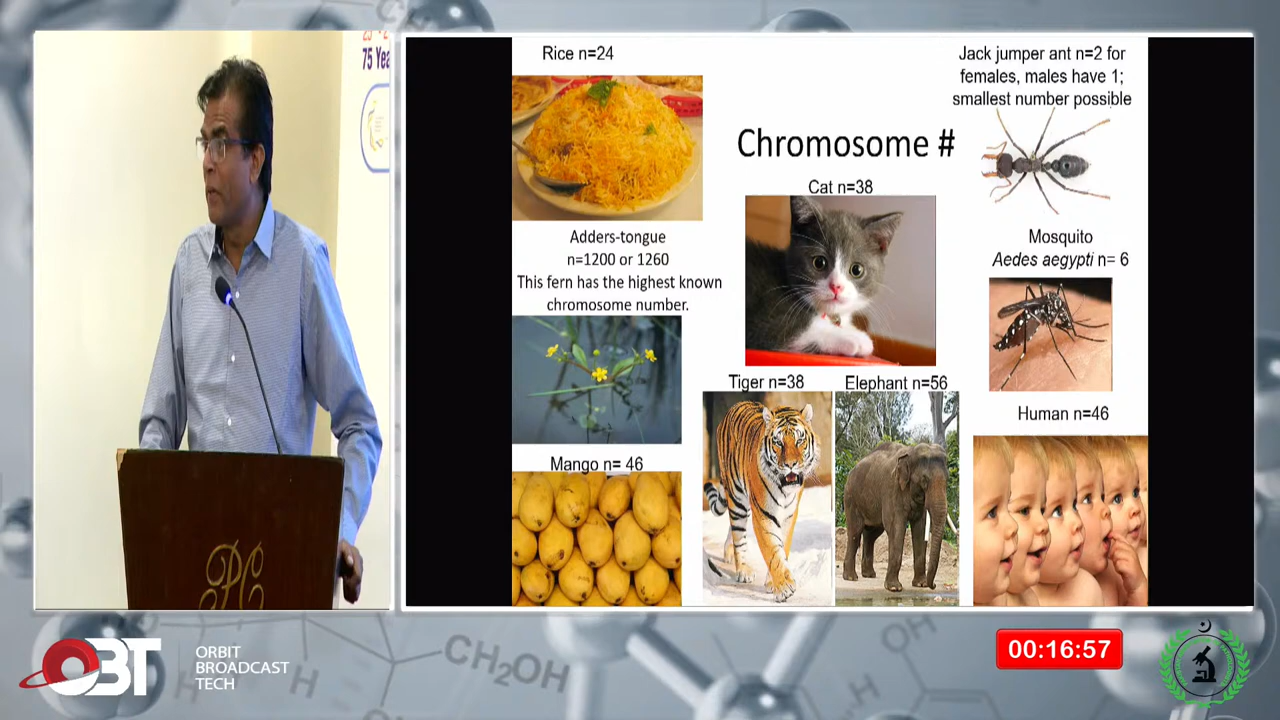 75 Yea
Rice n=24
Jack jumper ant n=2 for
females, males have 1;
smallest number possible
Chromosome #
Cat n=38
Adders-tongue
n=1200 or 1260
This fern has the highest known
chromosome number.
Mosquito
Aedes aegypti n= 6
Tiger n=38
Elephant n=56
Human n=46
Mango n= 46
PC
OBT
ORBIT
BROADCAST
TECH
CH₂OH
OH
H
H
H
00:16:57